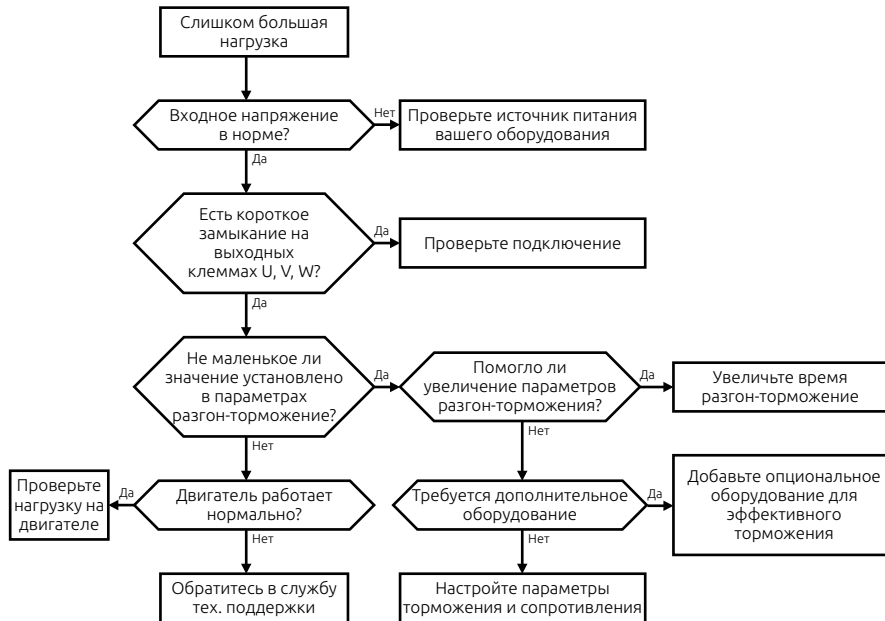 Слишком большая
нагрузка
Входное напряжение
в норме?
Нет
Проверьте источник питания
вашего оборудования
Да
Есть короткое
замыкание на
выходных
клеммах U, V, W?
Да
Проверьте подключение
Да
Не маленькое ли
значение установлено
в параметрах
разгон-торможение?
Да
Помогло ли
увеличение параметров
разгон-торможения?
Да
Увеличьте время
разгон-торможение
Нет
Нет
Проверьте
нагрузку на
двигателе
Да
Двигатель работает
нормально?
Требуется дополнительное
оборудование
Да
Добавьте опциональное
оборудование для
эффективного
торможения
Нет
Нет
Обратитесь в службу
тех. поддержки
Настройте параметры
торможения и сопротивления